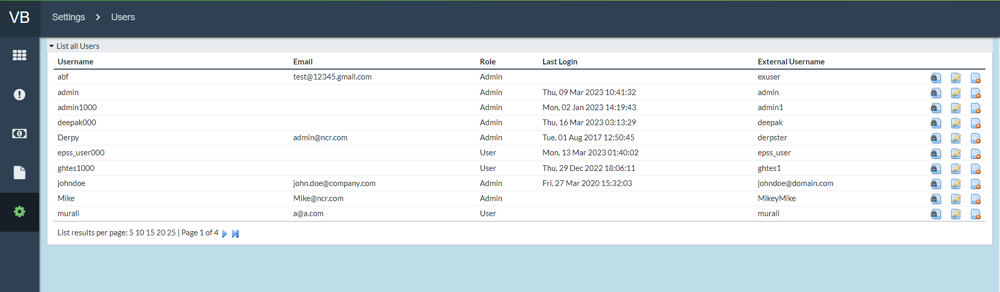 VB Settings Users
List all Users
Username Email Role Last Login External Username
abf test@12345.gmail.com Admin exuser
admin Admin Thu, 09 Mar 2023 10:41:32 admin
admin1000 Admin Mon, 02 Jan 2023 14:19:43 admin1
deepak000 Admin Thu, 16 Mar 2023 03:13:29 deepak
Derpy admin@ncr.com Admin Tue, 01 Aug 2017 12:50:45 derpster
epss_user000 User Mon, 13 Mar 2023 01:40:02 epss_user
ghtes1000 User Thu, 29 Dec 2022 18:06:11 ghtes1
johndoe john.doe@company.com Admin Fri, 27 Mar 2020 15:32:03 johndoe@domain.com
Mike Mike@ncr.com Admin MikeyMike
murali a@a.com User murali
List results per page: 5 10 15 20 25 | Page 1 of 4